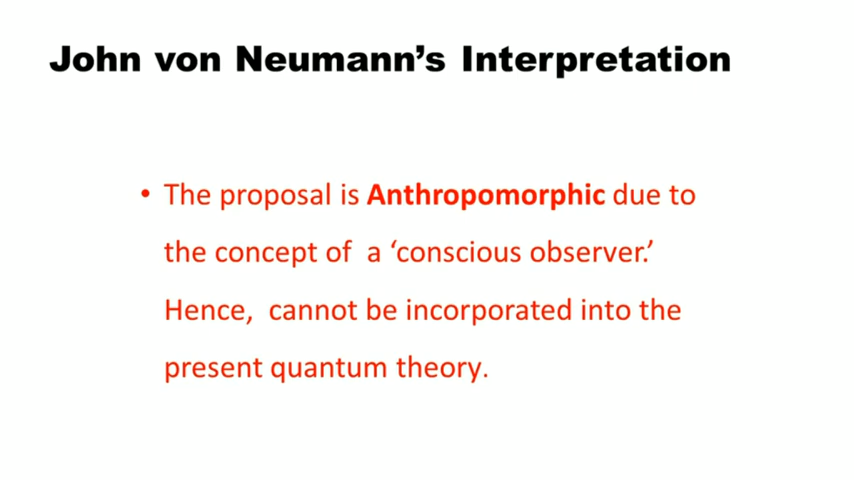 John von Neumann's Interpretation
• The proposal is Anthropomorphic due to
the concept of a ‘conscious observer.’
Hence, cannot be incorporated into the
present quantum theory.